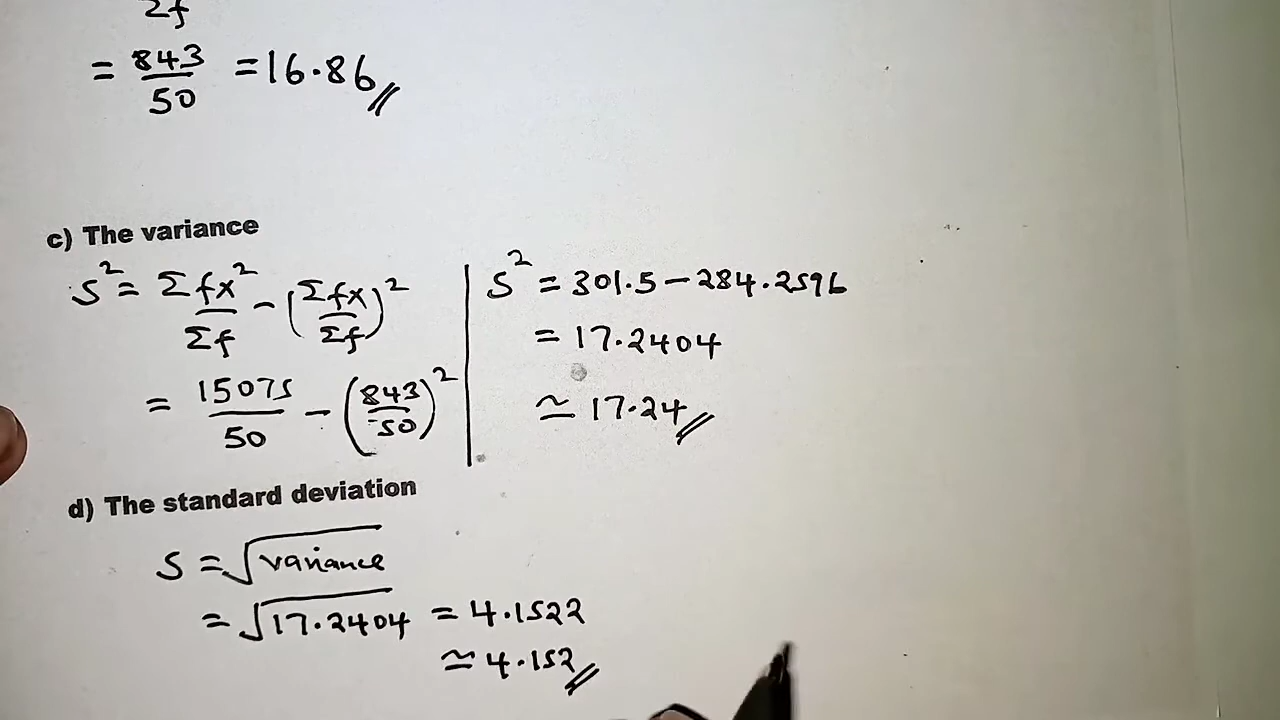 Σf
= 843/50 = 16.86
c) The variance
s² = Σfx²/Σf - (Σfx/Σf)²
= 15075/50 - (843/50)²
s² = 301.5 - 284.2596
= 17.2404
≃ 17.24
d) The standard deviation
s = √variance
= √17.2404 = 4.1522
≃ 4.152